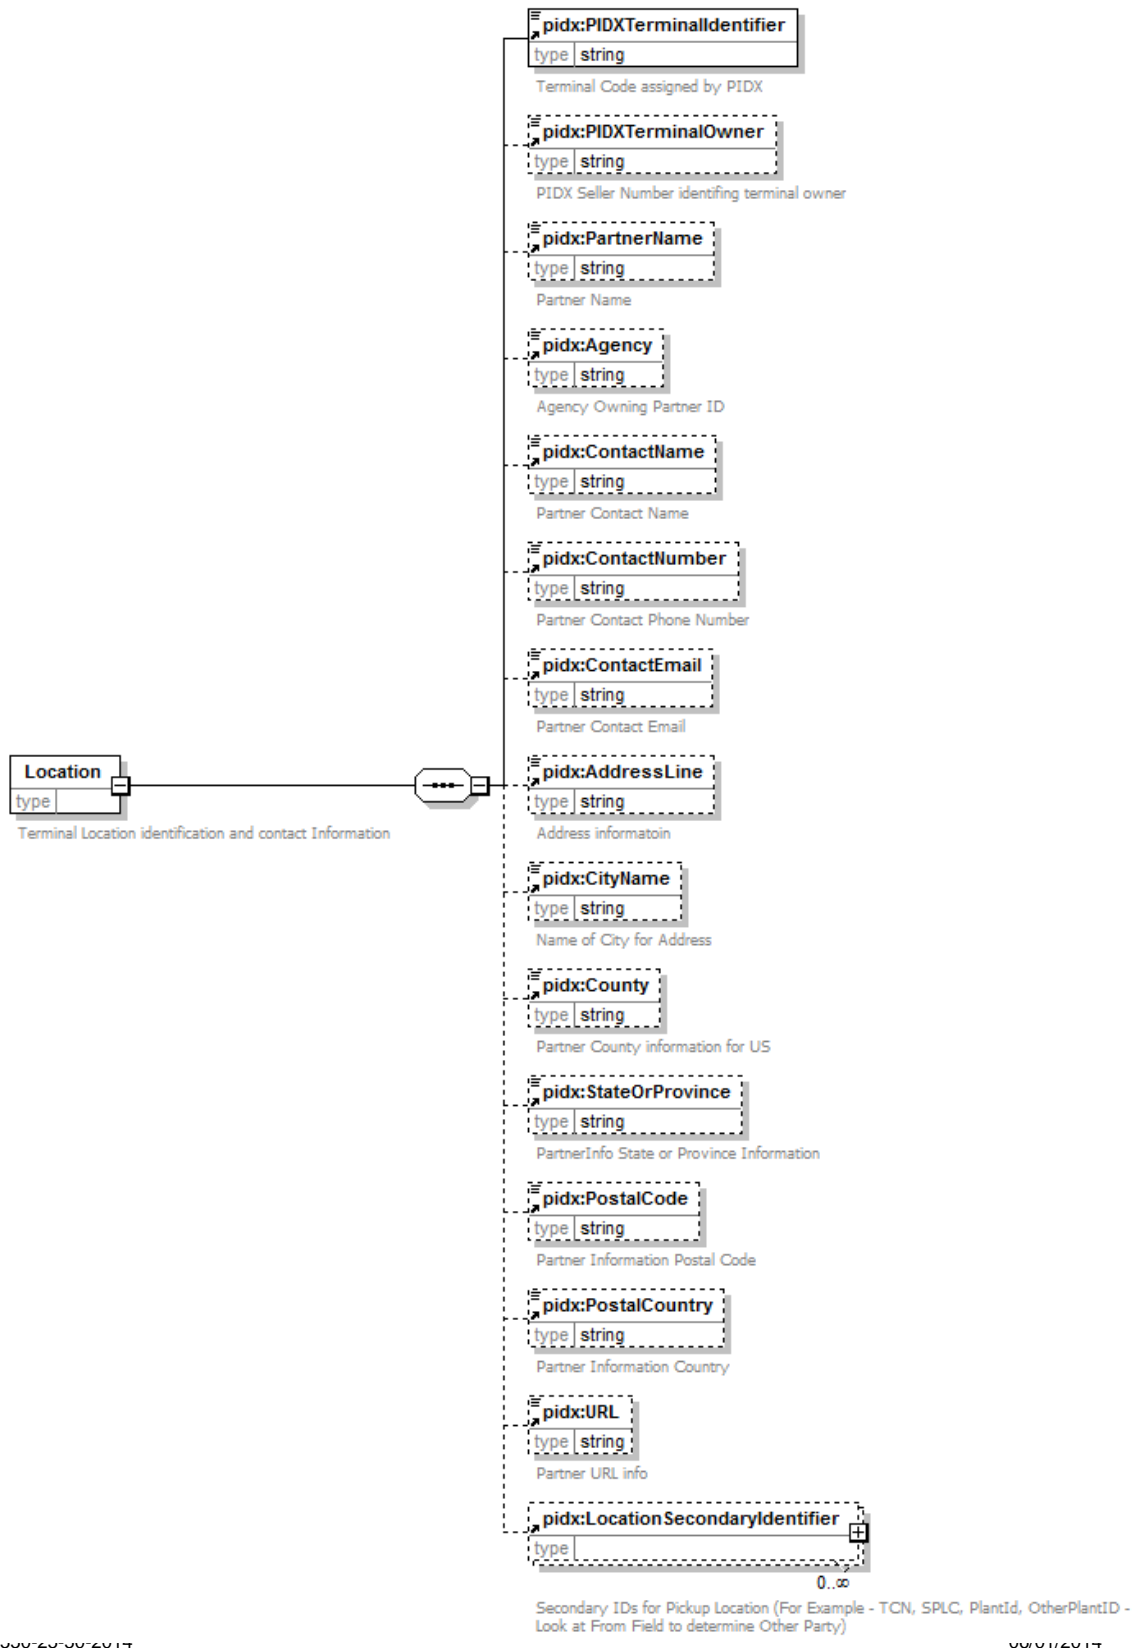 pidx:PIDXTerminalIdentifier
type string
Terminal Code assigned by PIDX
pidx:PIDXTerminalOwner
type string
PIDX Seller Number identifing terminal owner
pidx:PartnerName
type string
Partner Name
pidx:Agency
type string
Agency Owning Partner ID
pidx:ContactName
type string
Partner Contact Name
pidx:ContactNumber
type string
Partner Contact Phone Number
pidx:ContactEmail
type string
Partner Contact Email
Location
type
Terminal Location identification and contact Information
pidx:AddressLine
type string
Address informatoin
pidx:CityName
type string
Name of City for Address
pidx:County
type string
Partner County information for US
pidx:StateOrProvince
type string
PartnerInfo State or Province Information
pidx:PostalCode
type string
Partner Information Postal Code
pidx:PostalCountry
type string
Partner Information Country
pidx:URL
type string
Partner URL info
pidx:LocationSecondaryIdentifier
type
0..∞
Secondary IDs for Pickup Location (For Example - TCN, SPLC, PlantId, OtherPlantID -
Look at From Field to determine Other Party)